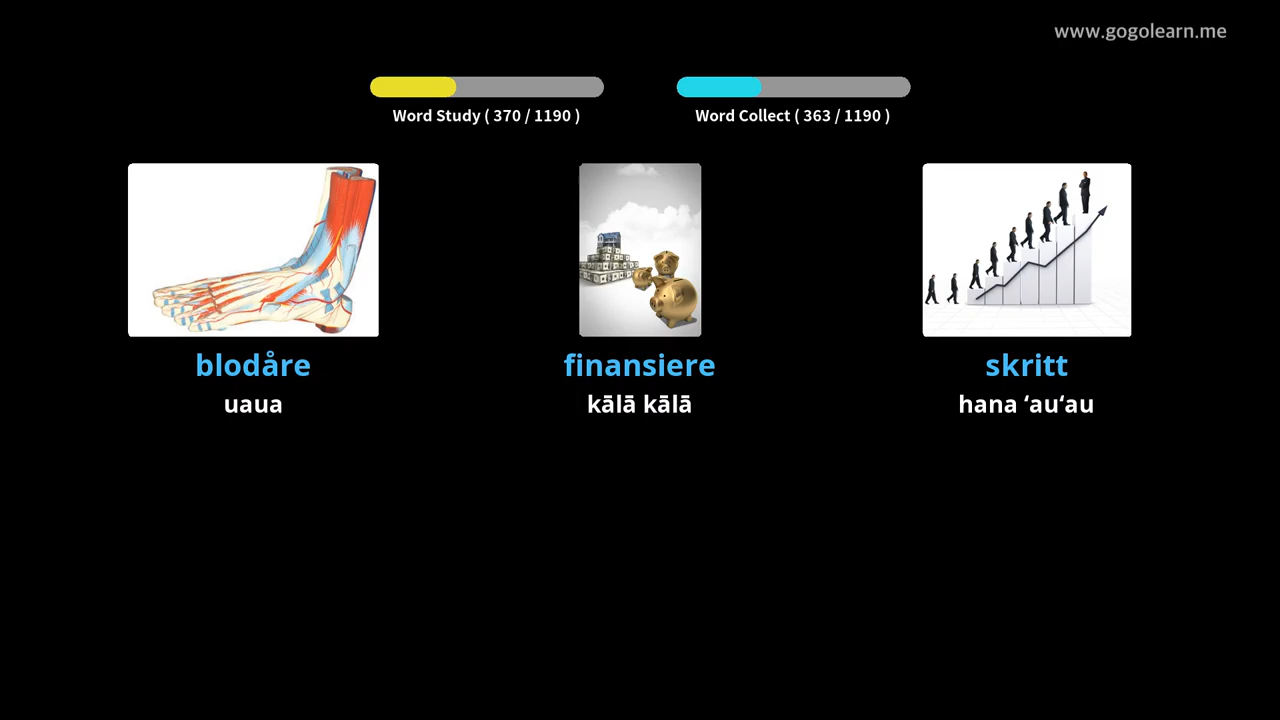 www.gogolearn.me
Word Study ( 370 / 1190 )
Word Collect ( 363 / 1190 )
blodåre
finansiere
skritt
uaua
kālā kālā
hana ʻauʻau